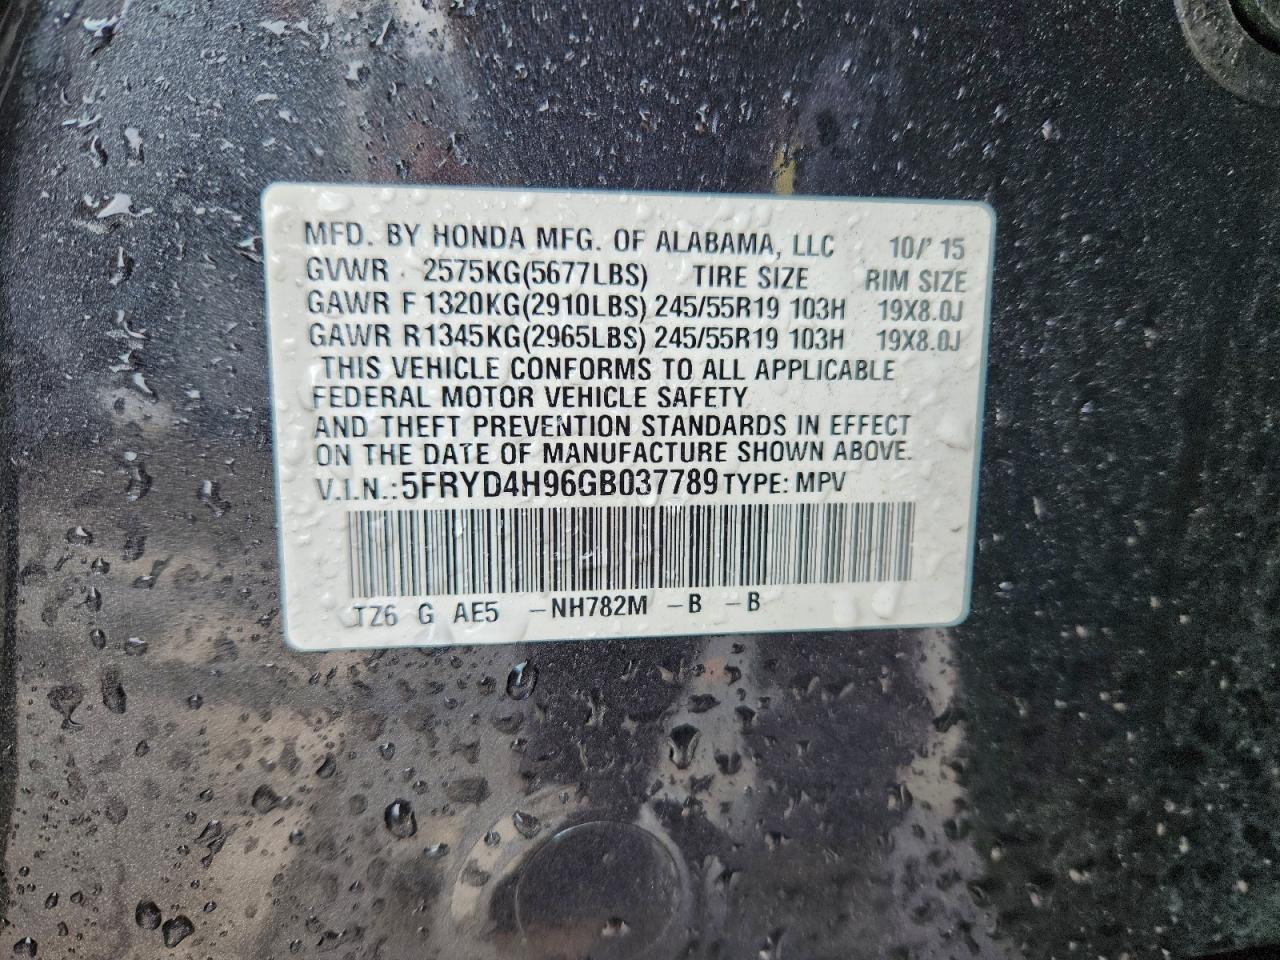 MFD. BY HONDA MFG. OF ALABAMA, LLC 10/'15
GVWR 2575KG(5677LBS) TIRE SIZE RIM SIZE
GAWR F 1320KG(2910LBS) 245/55R19 103H 19X8.0J
GAWR R1345KG(2965LBS) 245/55R19 103H 19X8.0J
THIS VEHICLE CONFORMS TO ALL APPLICABLE
FEDERAL MOTOR VEHICLE SAFETY
AND THEFT PREVENTION STANDARDS IN EFFECT
ON THE DATE OF MANUFACTURE SHOWN ABOVE.
V.I.N.:5FRYD4H96GB037789 TYPE: MPV
TZ6 G AE5 -NH782M -B -B